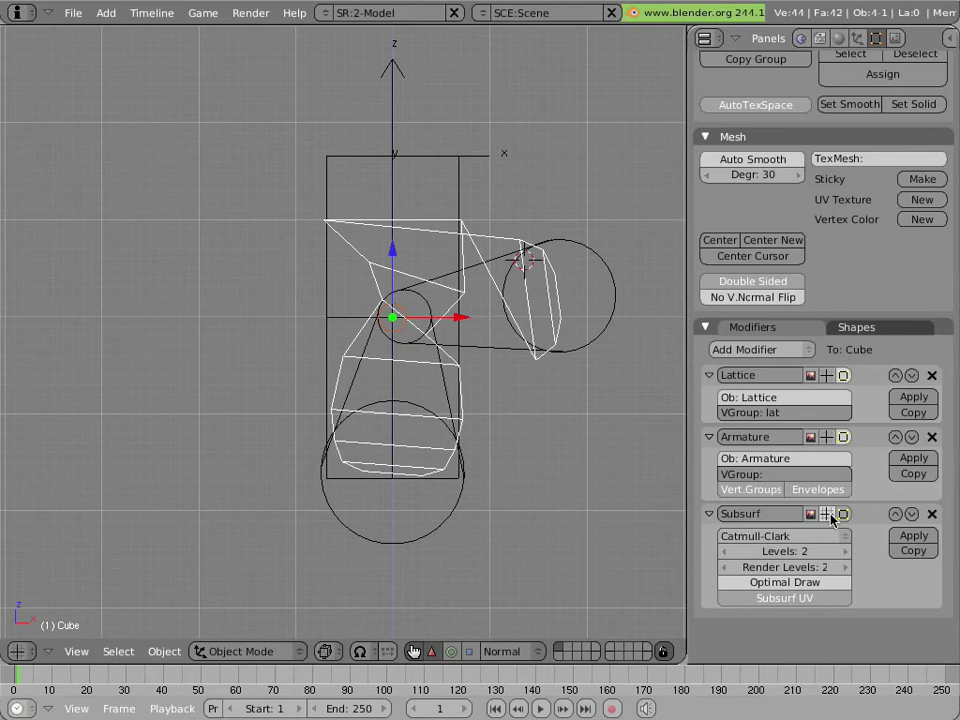 File Add Timeline Game Render Help SR:2-Model SCE:Scene www.blender.org 244.1 Ve:44 | Fa:42 | Ob:4-1 | La:0 | Mem
Panels
Select Deselect
Copy Group
Assign
AutoTexSpace Set Smooth Set Solid
Mesh
Auto Smooth TexMesh:
Degr: 30 Sticky Make
UV Texture New
Vertex Color New
Center Center New
Center Cursor
Double Sided
No V.Normal Flip
Modifiers Shapes
Add Modifier To: Cube
Lattice
Ob: Lattice Apply
VGroup: lat Copy
Armature
Ob: Armature Apply
VGroup: Copy
Vert.Groups Envelopes
Subsurf
Catmull-Clark Apply
Levels: 2 Copy
Render Levels: 2
Optimal Draw
Subsurf UV
z
y x
z
x
(1) Cube
View Select Object Object Mode Normal
0 10 20 30 40 50 60 70 80 90 100 110 120 130 140 150 160 170 180 190 200 210 220 230 240 250
View Frame Playback Pr Start: 1 End: 250 1